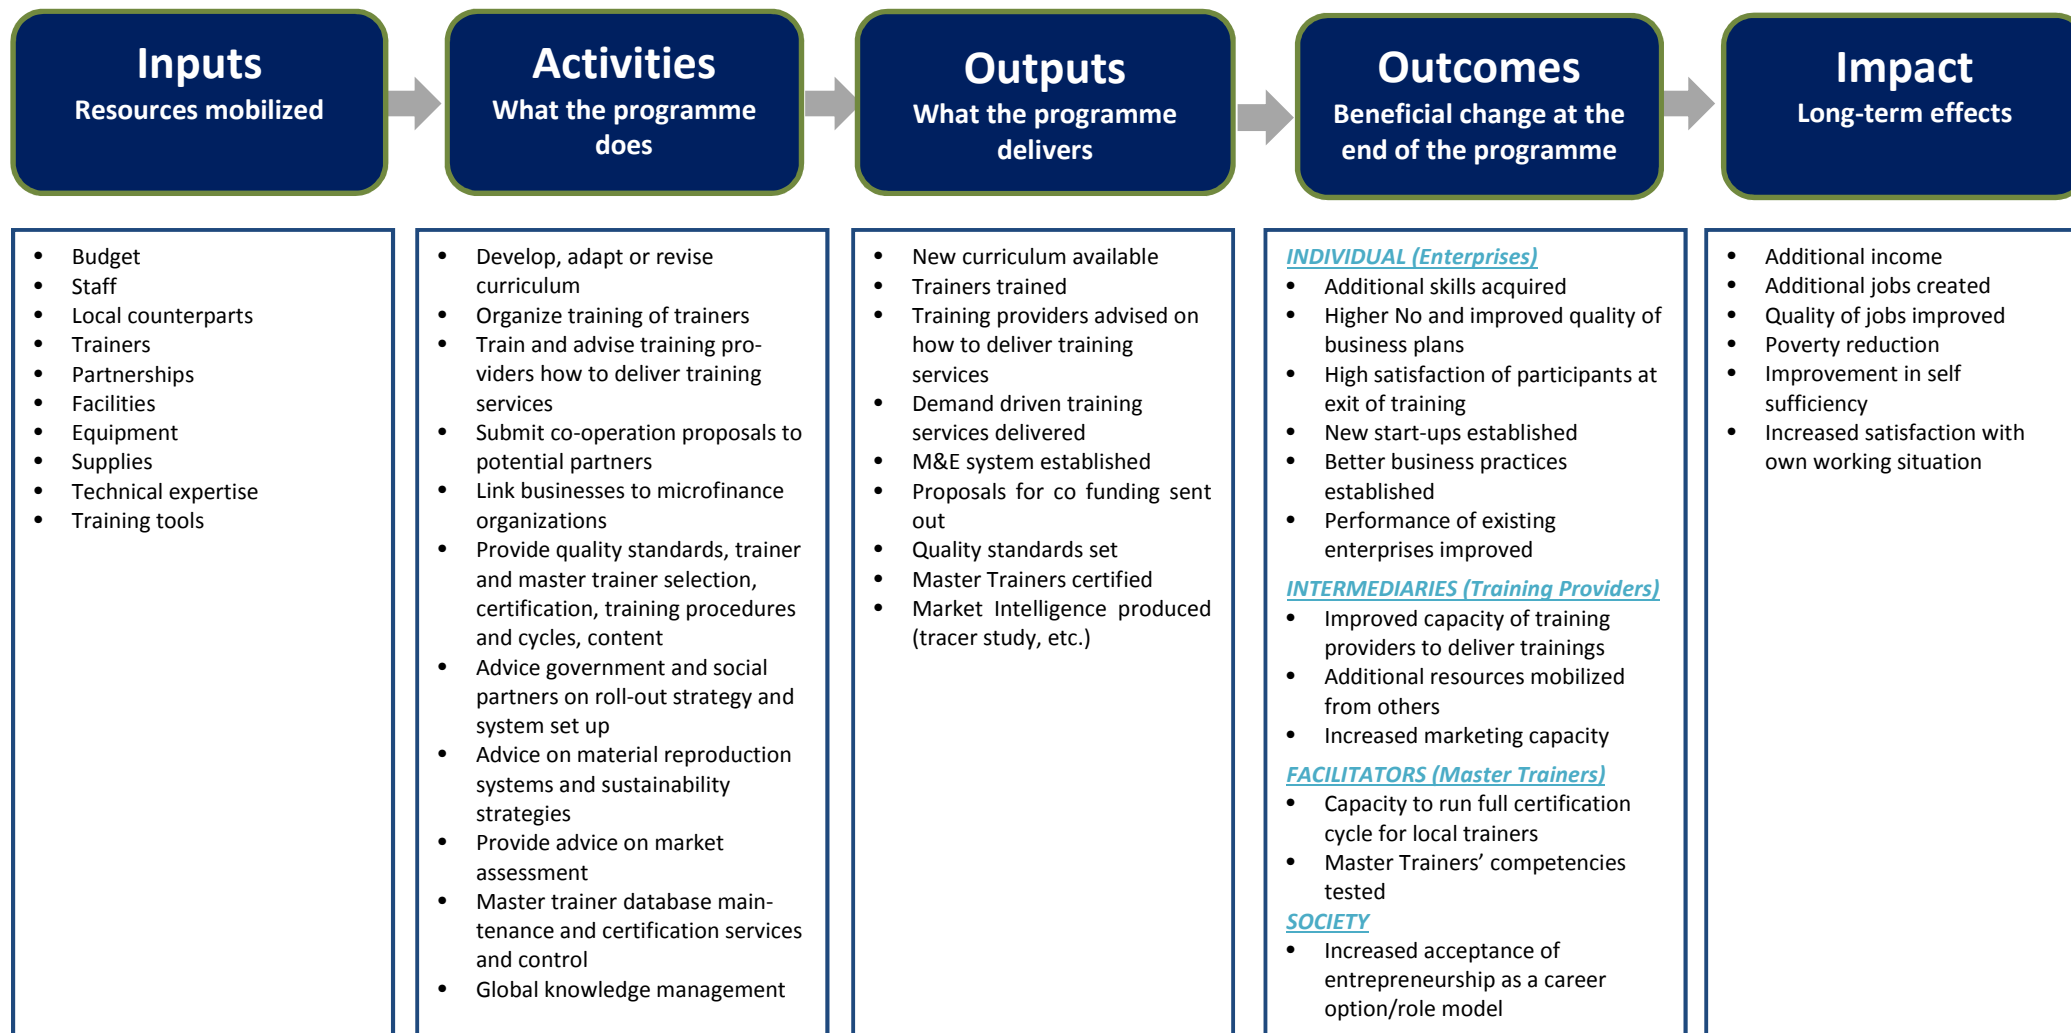 Inputs
Resources mobilized
Activities
What the programme
does
Outputs
What the programme
delivers
Outcomes
Beneficial change at the
end of the programme
Impact
Long-term effects
• Budget
• Staff
• Local counterparts
• Trainers
• Partnerships
• Facilities
• Equipment
• Supplies
• Technical expertise
• Training tools
• Develop, adapt or revise
curriculum
• Organize training of trainers
• Train and advise training pro-
viders how to deliver training
services
• Submit co-operation proposals to
potential partners
• Link businesses to microfinance
organizations
• Provide quality standards, trainer
and master trainer selection,
certification, training procedures
and cycles, content
• Advice government and social
partners on roll-out strategy and
system set up
• Advice on material reproduction
systems and sustainability
strategies
• Provide advice on market
assessment
• Master trainer database main-
tenance and certification services
and control
• Global knowledge management
• New curriculum available
• Trainers trained
• Training providers advised on
how to deliver training
services
• Demand driven training
services delivered
• M&E system established
• Proposals for co funding sent
out
• Quality standards set
• Master Trainers certified
• Market Intelligence produced
(tracer study, etc.)
INDIVIDUAL (Enterprises)
• Additional skills acquired
• Higher No and improved quality of
business plans
• High satisfaction of participants at
exit of training
• New start-ups established
• Better business practices
established
• Performance of existing
enterprises improved
INTERMEDIARIES (Training Providers)
• Improved capacity of training
providers to deliver trainings
• Additional resources mobilized
from others
• Increased marketing capacity
FACILITATORS (Master Trainers)
• Capacity to run full certification
cycle for local trainers
• Master Trainers’ competencies
tested
SOCIETY
• Increased acceptance of
entrepreneurship as a career
option/role model
• Additional income
• Additional jobs created
• Quality of jobs improved
• Poverty reduction
• Improvement in self
sufficiency
• Increased satisfaction with
own working situation